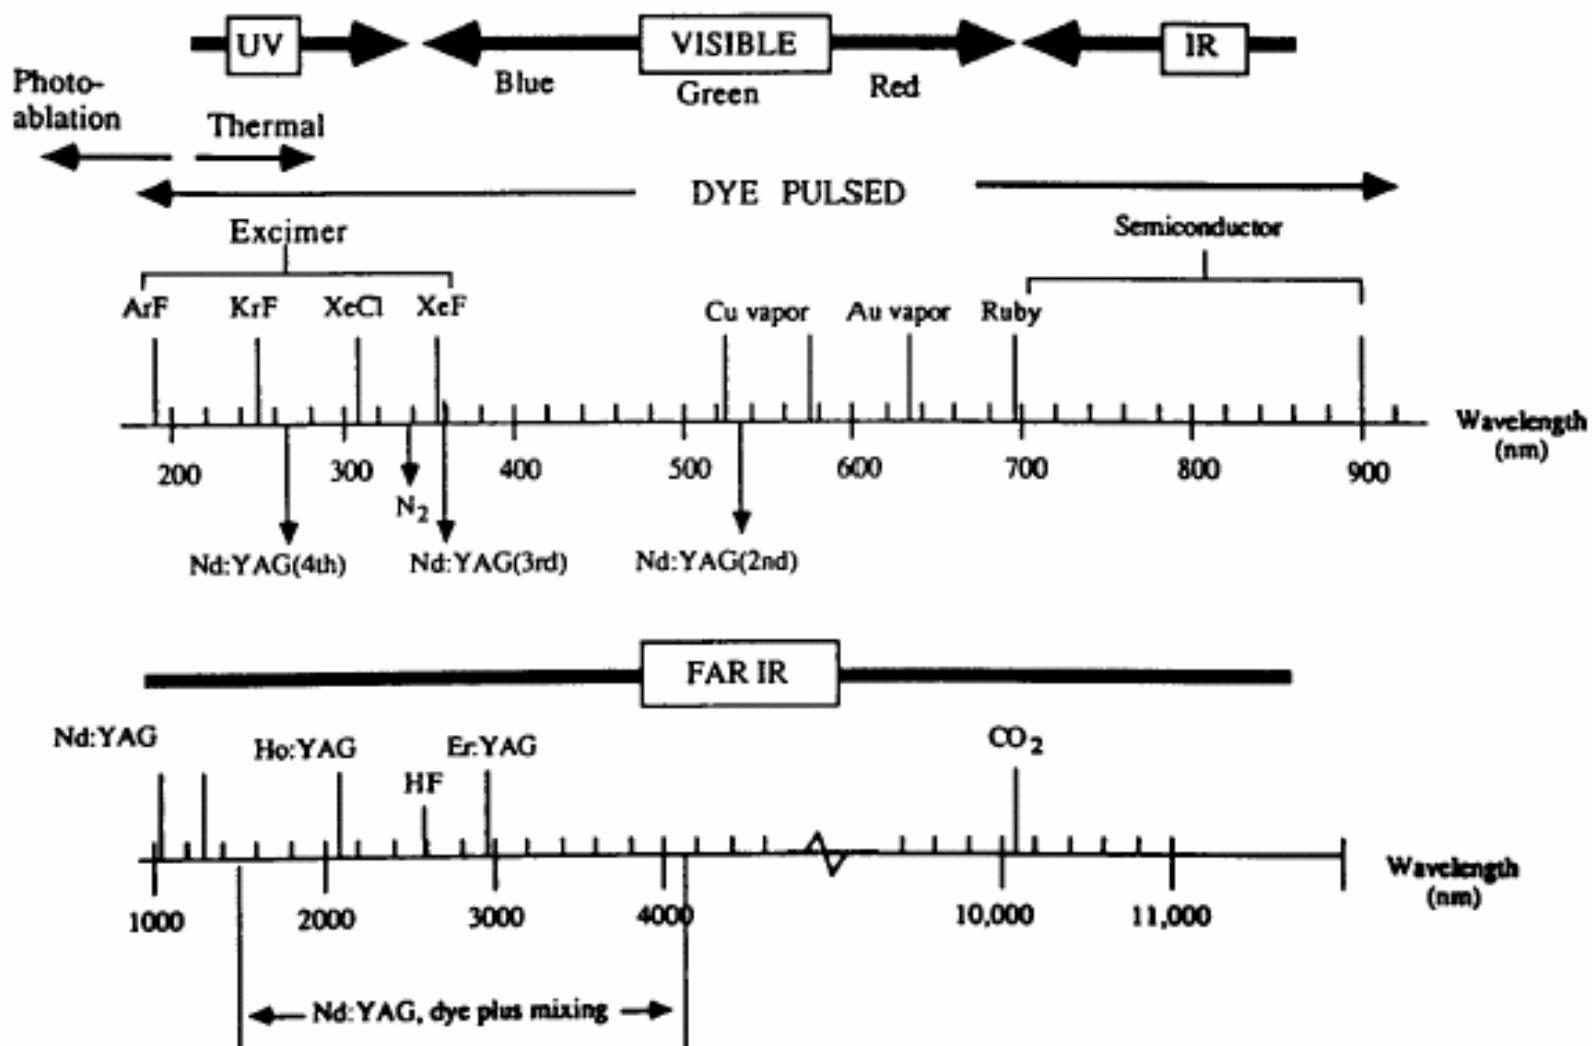 UV
VISIBLE
IR
Blue
Green
Red
Photo-
ablation
Thermal
DYE PULSED
Excimer
Semiconductor
ArF
KrF
XeCl
XeF
Cu vapor
Au vapor
Ruby
Wavelength
(nm)
200
300
400
500
600
700
800
900
N2
Nd:YAG(4th)
Nd:YAG(3rd)
Nd:YAG(2nd)
FAR IR
Nd:YAG
Ho:YAG
HF
Er:YAG
CO2
Wavelength
(nm)
1000
2000
3000
4000
10,000
11,000
Nd:YAG, dye plus mixing